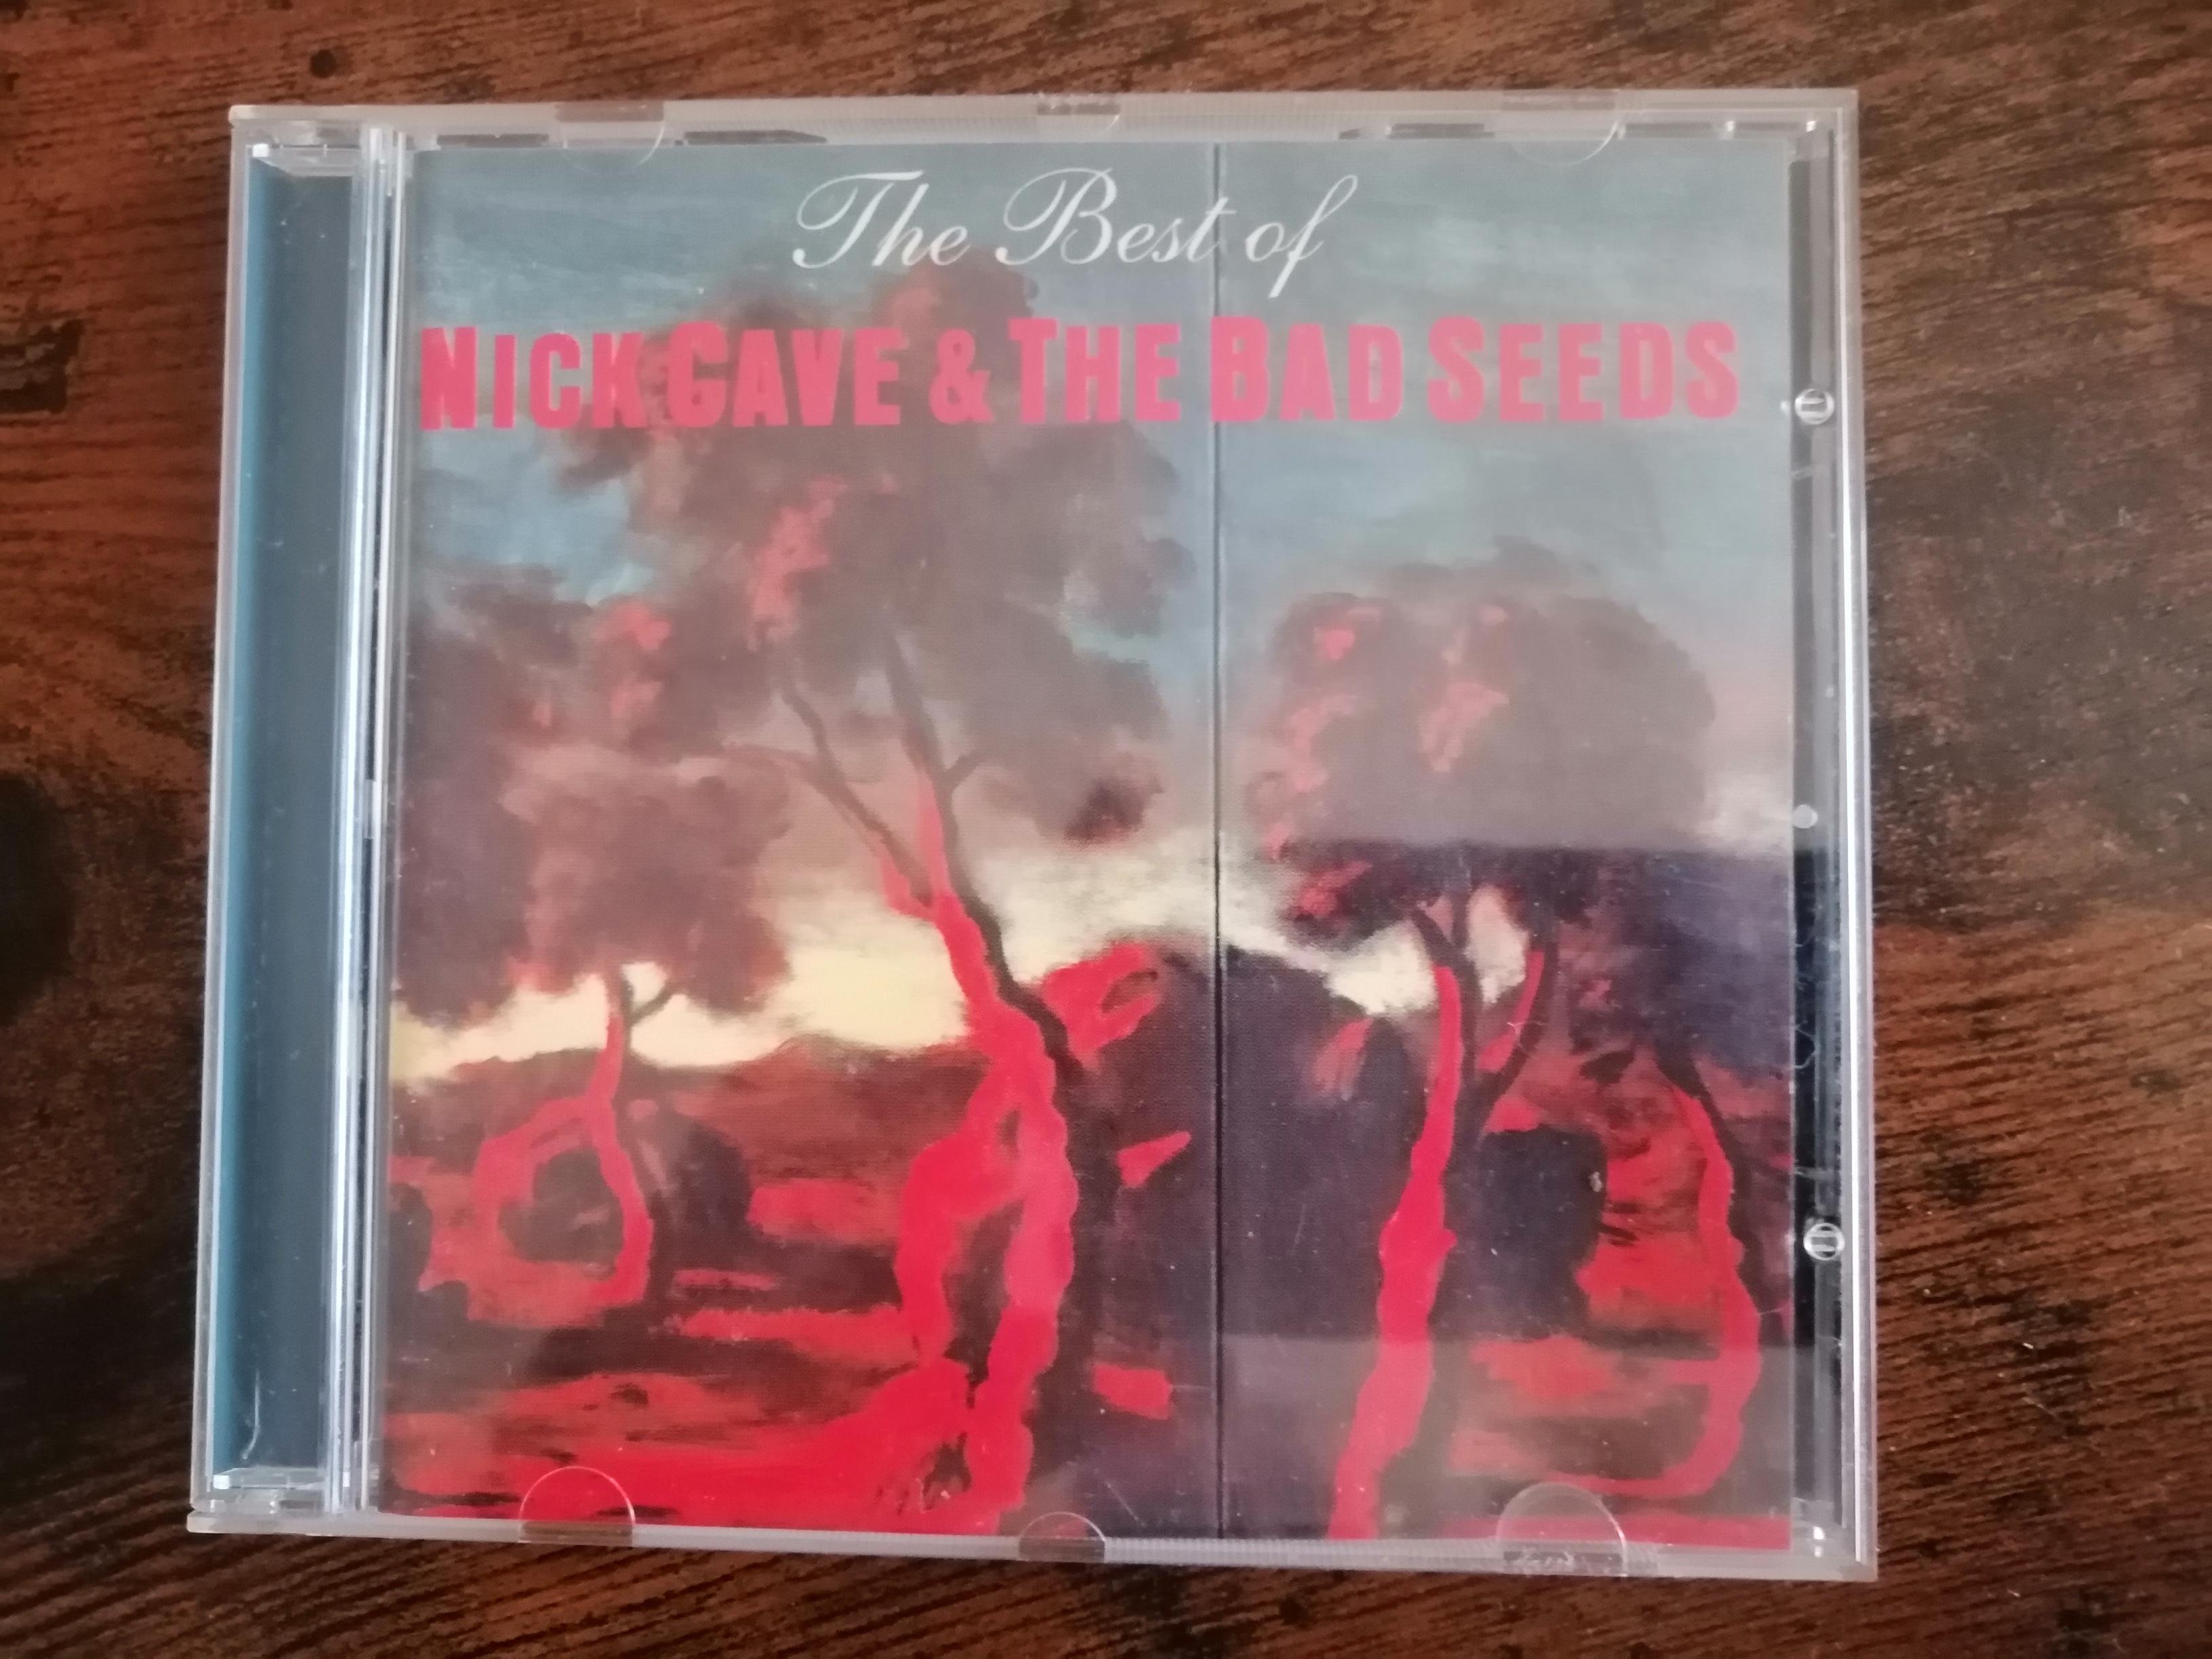 The Best of
NICK CAVE & THE BAD SEEDS